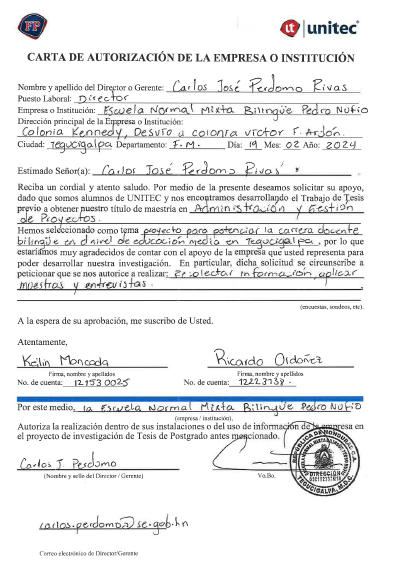 FP
unitec
CARTA DE AUTORIZACIÓN DE LA EMPRESA O INSTITUCIÓN
Nombre y apellido del Director o Gerente: Carlos José Perdomo Rivas
Puesto Laboral: Director
Empresa o Institución: Escuela Normal Mixta Bilingüe Pedro Nufio
Dirección principal de la Empresa o Institución:
Colonia Kennedy, Desvío a colonia victor F. Ardón.
Ciudad: Tegucigalpa Departamento: F.M. Día: 19 Mes: 02 Año: 2024
Estimado Señor(a): Carlos José Perdomo Rivas
Reciba un cordial y atento saludo. Por medio de la presente deseamos solicitar su apoyo,
dado que somos alumnos de UNITEC y nos encontramos desarrollando el Trabajo de Tesis
previo a obtener nuestro título de maestría en Administración y Gestión
de Proyectos.
Hemos seleccionado como tema proyecto para potenciar la carrera docente
bilingüe en el nivel de educación media en Tegucigalpa, por lo que
estaríamos muy agradecidos de contar con el apoyo de la empresa que usted representa para
poder desarrollar nuestra investigación. En particular, dicha solicitud se circunscribe a
peticionar que se nos autorice a realizar: Recolectar información, aplicar
muestras y entrevistas.
(encuestas, sondeos, etc).
A la espera de su aprobación, me suscribo de Usted.
Atentamente,
Keilin Moncada Ricardo Ordoñez
Firma, nombre y apellidos Firma, nombre y apellidos
No. de cuenta: 121530025 No. de cuenta: 12223738.
Por este medio, la Escuela Normal Mixta Bilingüe Pedro Nufio
(empresa / institución),
Autoriza la realización dentro de sus instalaciones o del uso de información de la empresa en
el proyecto de investigación de Tesis de Postgrado antes mencionado.
Carlos J. Perdomo
(Nombre y sello del Director / Gerente) Vo.Bo.
REPUBLICA DE HONDURAS, C.A.
DIRECCIÓN
TEGUCIGALPA, M.D.C.
carlos.perdomo@se.gob.hn
Correo electrónico de Director/Gerente